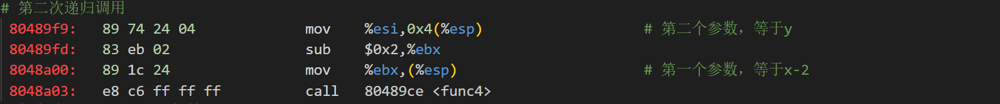 # 第二次递归调用
80489f9: 89 74 24 04 mov %esi,0x4(%esp) # 第二个参数，等于y
80489fd: 83 eb 02 sub $0x2,%ebx
8048a00: 89 1c 24 mov %ebx,(%esp) # 第一个参数，等于x-2
8048a03: e8 c6 ff ff ff call 80489ce <func4>